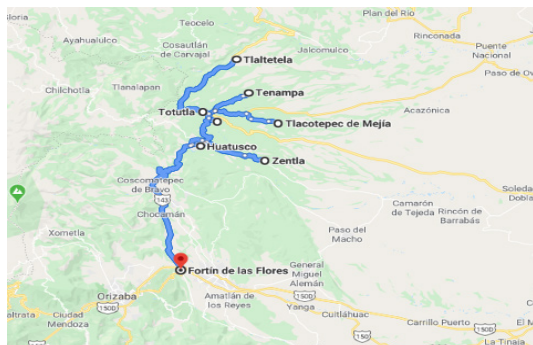 Gloria
Teocelo
Plan del Río
Ayahualulco
Cosautlán
de Carvajal
Jalcomulco
Rinconada
Puente
Nacional
Tlaltetela
Paso de Ov
Chilchotla
Tlanalapan
Tenampa
Totutla
Tlacotepec de Mejía
Acazónica
Huatusco
Zentla
Coscomatepec
de Bravo
143
Chocamán
Soleda
Dobla
Camarón
de Tejeda
Rincón de
Barrabás
Xometla
Paso del
Macho
Fortín de las Flores
General
Miguel
Alemán
Orizaba
150D
Amatlán de
los Reyes
Yanga
altrata
Ciudad
Mendoza
150D
Cuitláhuac
150
Carrillo Puerto
150D
La Tinaja